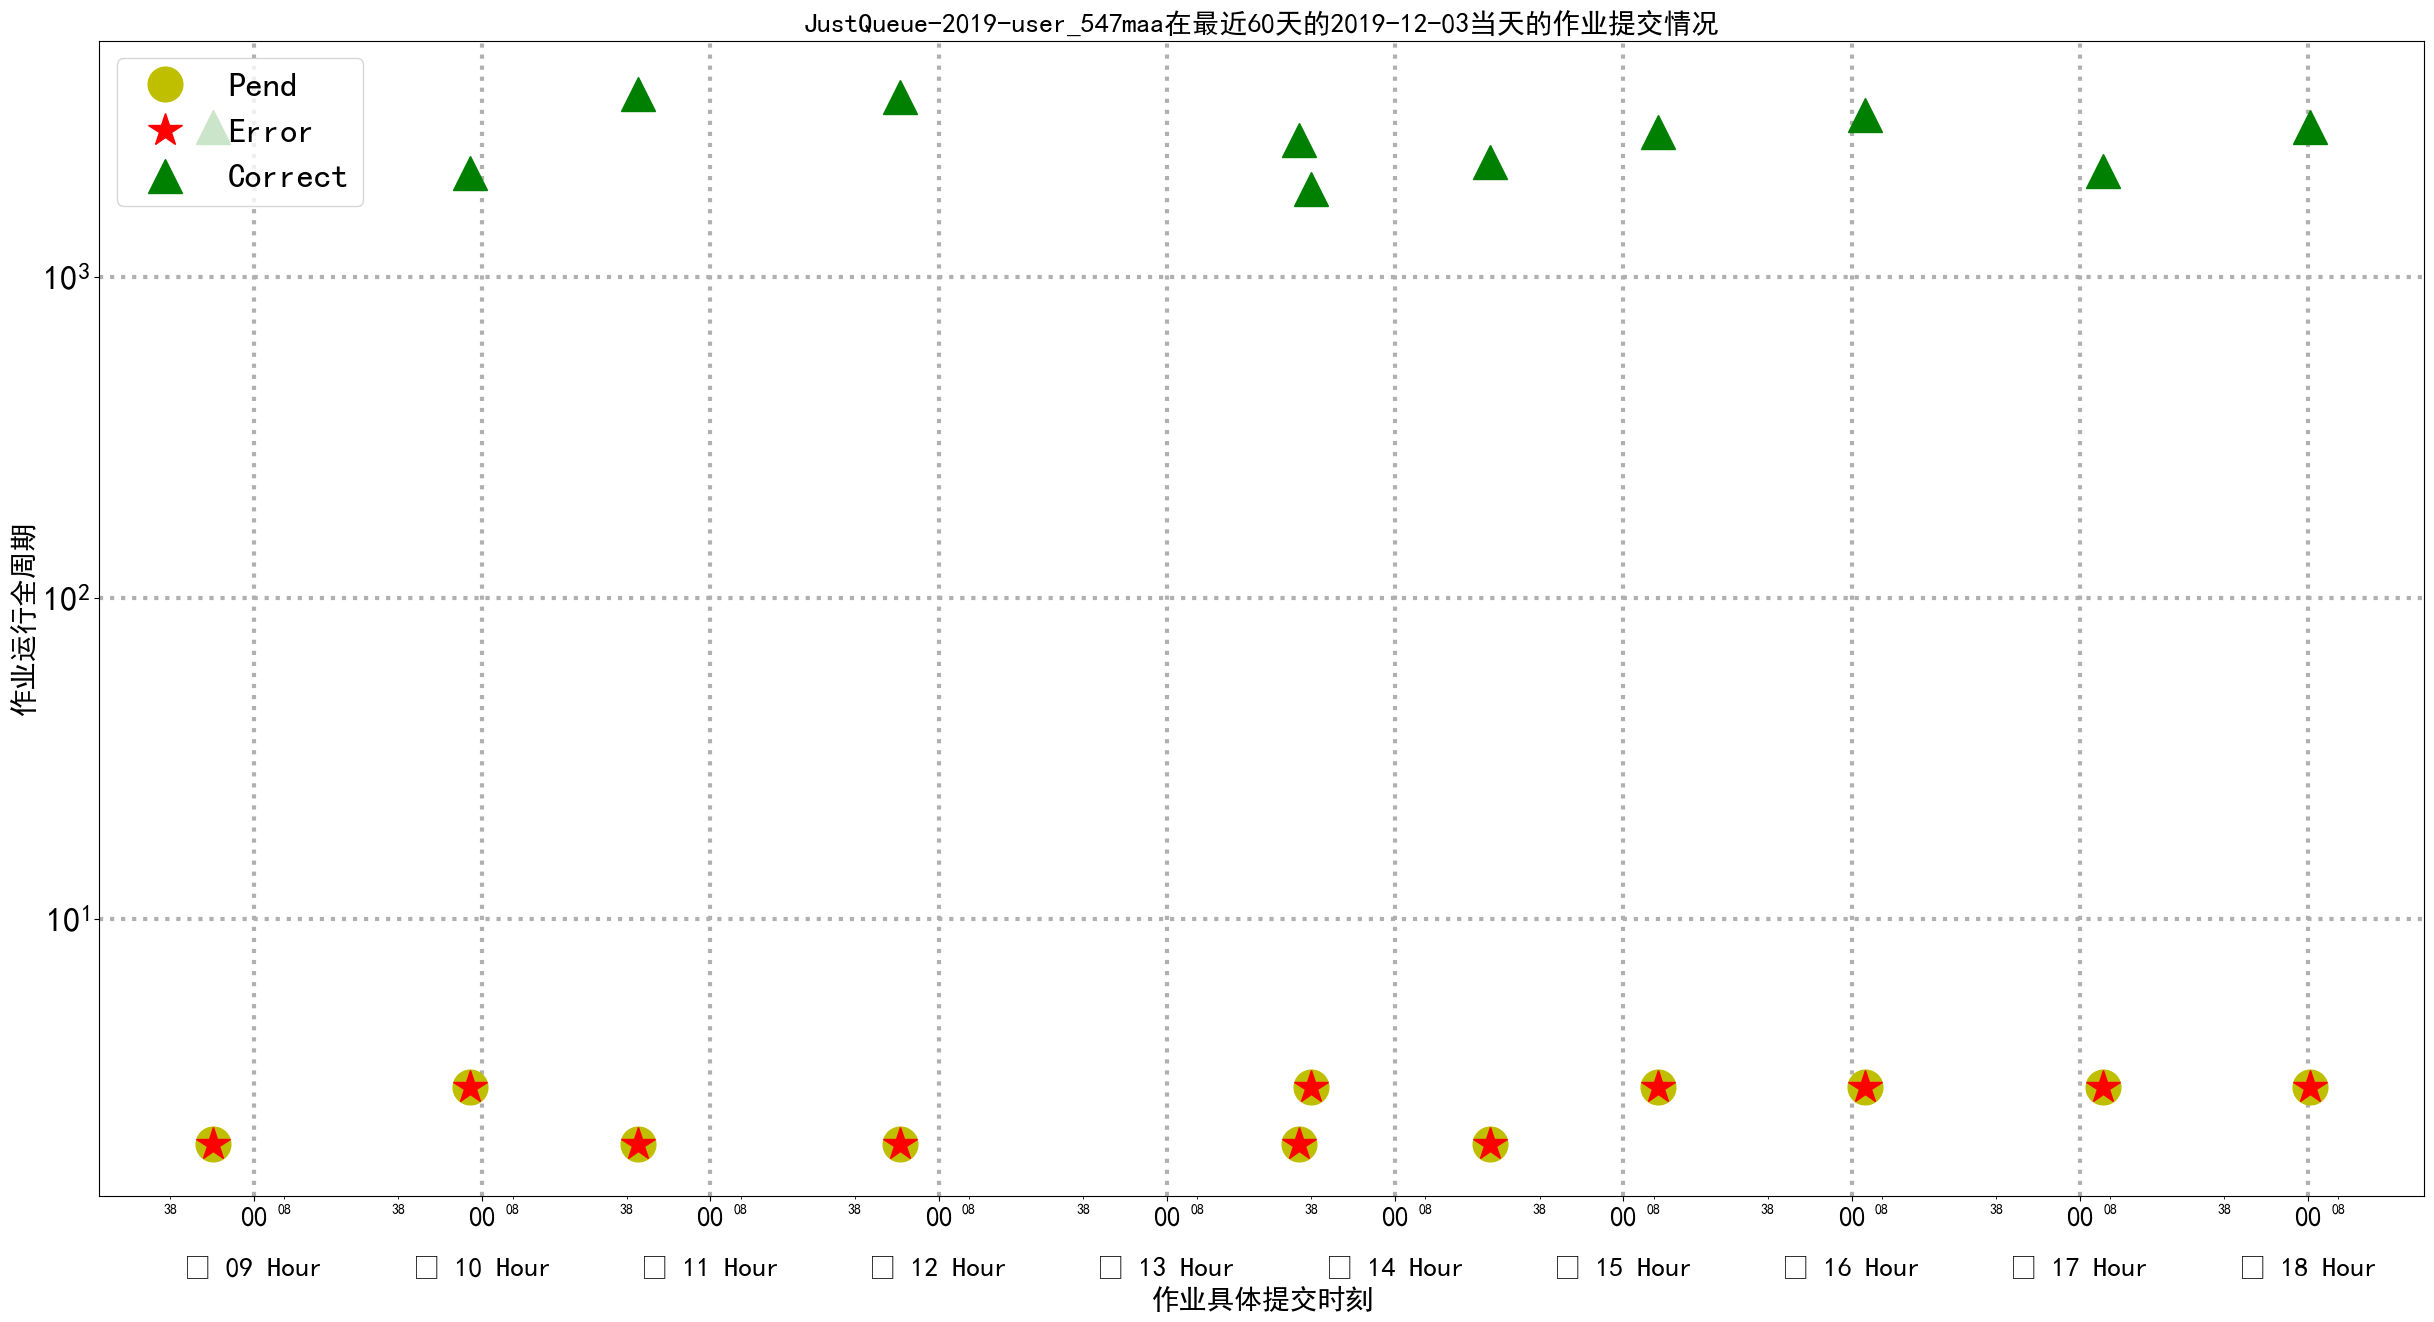 JustQueue-2019-user_547maa在最近60天的2019-12-03当天的作业提交情况
Pend
Error
Correct
10³
10²
10¹
作业运行全周期
38 00 08 38 00 08 38 00 08 38 00 08 38 00 08 38 00 08 38 00 08 38 00 08 38 00 08 38 00 08
09 Hour 10 Hour 11 Hour 12 Hour 13 Hour 14 Hour 15 Hour 16 Hour 17 Hour 18 Hour
作业具体提交时刻